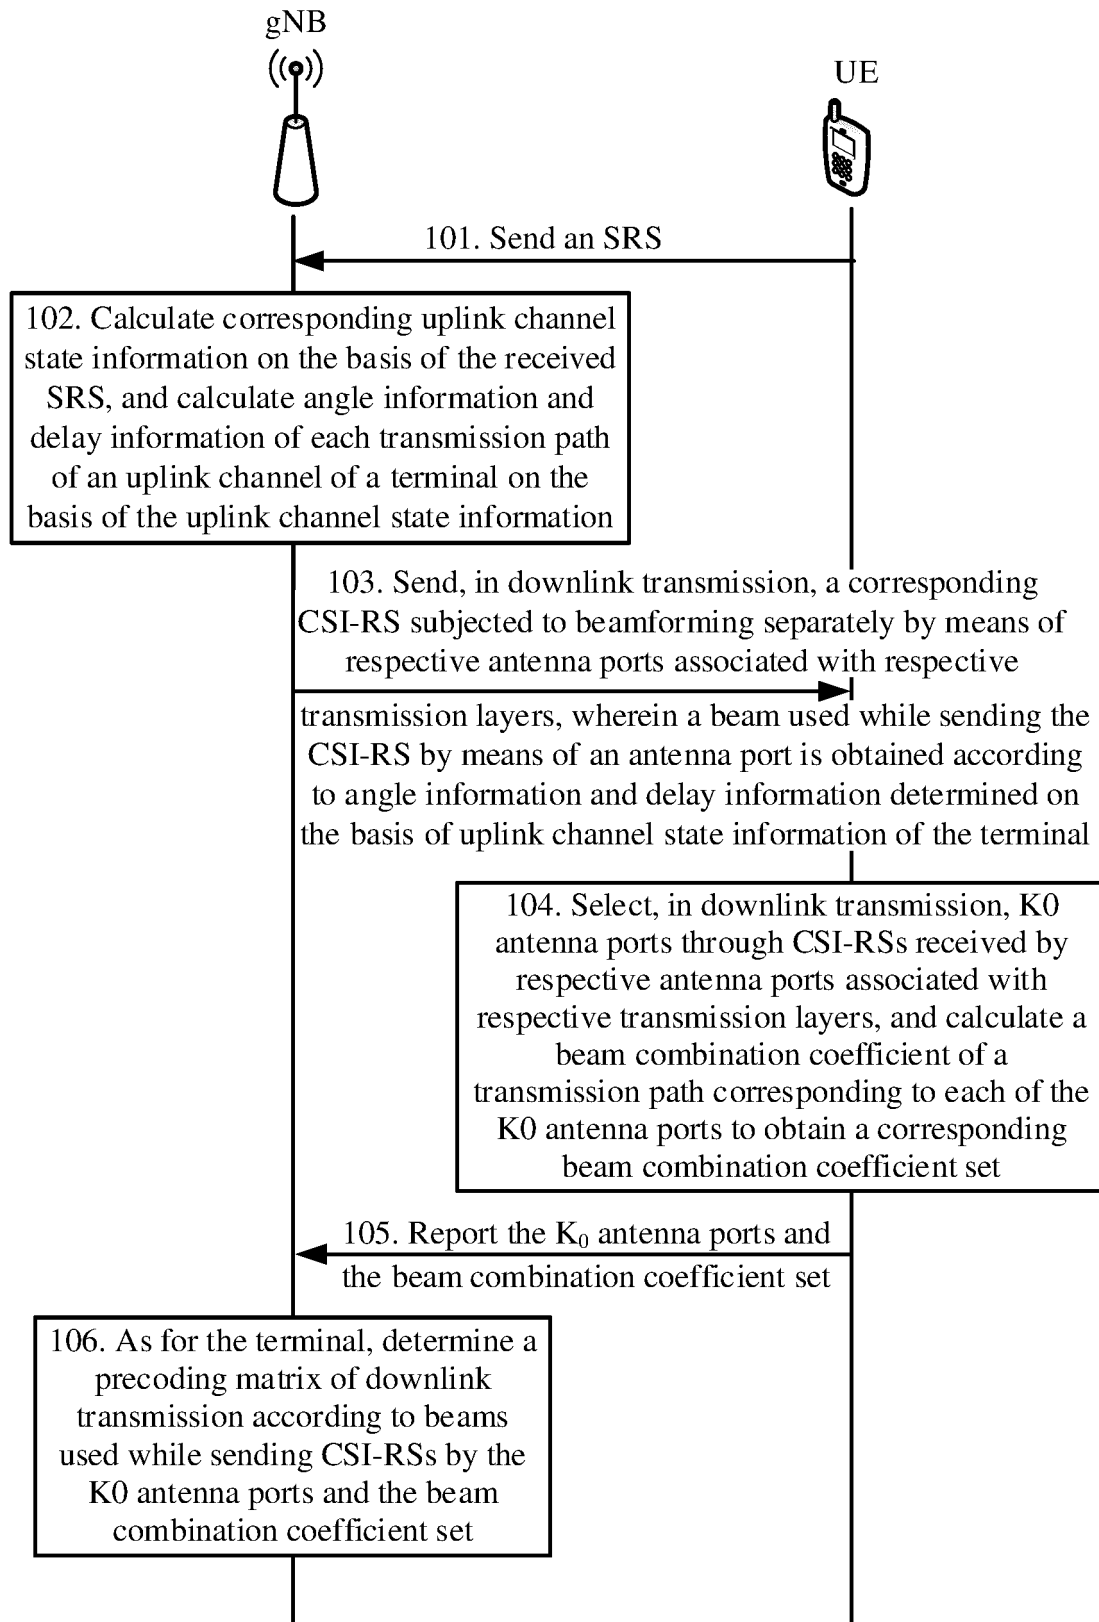 gNB
UE
101. Send an SRS
102. Calculate corresponding uplink channel
state information on the basis of the received
SRS, and calculate angle information and
delay information of each transmission path
of an uplink channel of a terminal on the
basis of the uplink channel state information
103. Send, in downlink transmission, a corresponding
CSI-RS subjected to beamforming separately by means of
respective antenna ports associated with respective
transmission layers, wherein a beam used while sending the
CSI-RS by means of an antenna port is obtained according
to angle information and delay information determined on
the basis of uplink channel state information of the terminal
104. Select, in downlink transmission, K0
antenna ports through CSI-RSs received by
respective antenna ports associated with
respective transmission layers, and calculate a
beam combination coefficient of a
transmission path corresponding to each of the
K0 antenna ports to obtain a corresponding
beam combination coefficient set
105. Report the K₀ antenna ports and
the beam combination coefficient set
106. As for the terminal, determine a
precoding matrix of downlink
transmission according to beams
used while sending CSI-RSs by the
K0 antenna ports and the beam
combination coefficient set